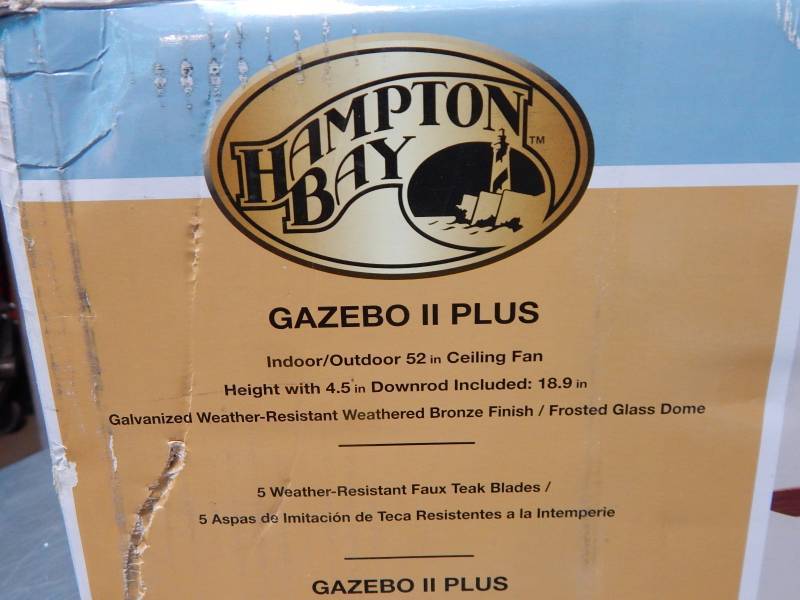 HAMPTON
BAY
TM
GAZEBO II PLUS
Indoor/Outdoor 52 in Ceiling Fan
Height with 4.5 in Downrod Included: 18.9 in
Galvanized Weather-Resistant Weathered Bronze Finish / Frosted Glass Dome
5 Weather-Resistant Faux Teak Blades /
5 Aspas de Imitación de Teca Resistentes a la Intemperie
GAZEBO II PLUS